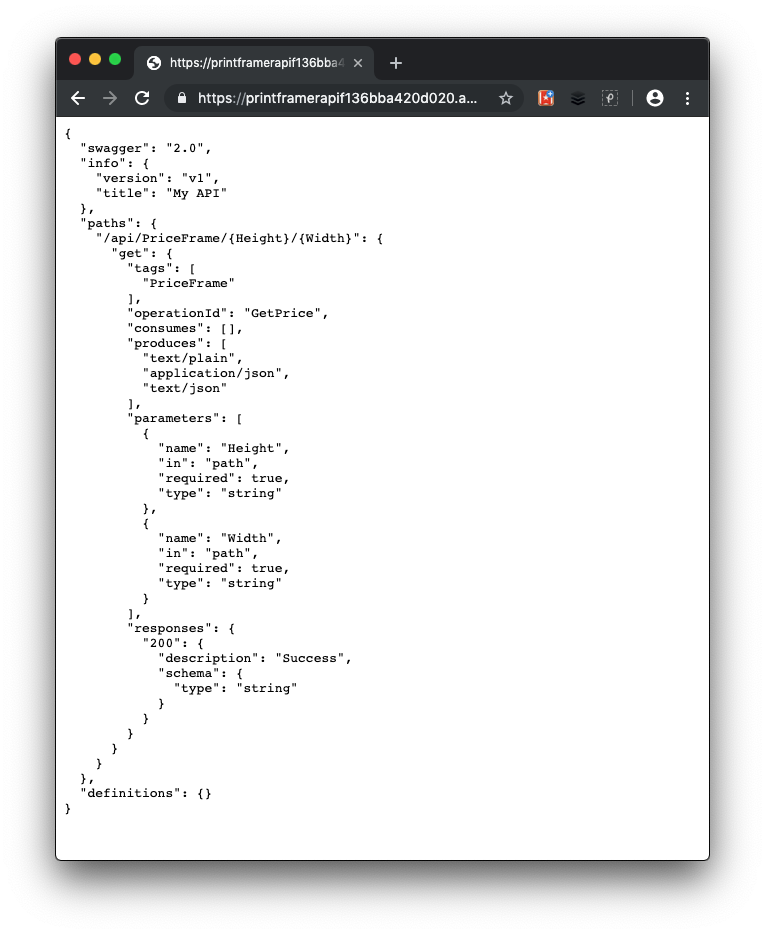 https://printframerapif136bba4
https://printframerapif136bba420d020.a...
{
  "swagger": "2.0",
  "info": {
    "version": "v1",
    "title": "My API"
  },
  "paths": {
    "/api/PriceFrame/{Height}/{Width}": {
      "get": {
        "tags": [
          "PriceFrame"
        ],
        "operationId": "GetPrice",
        "consumes": [],
        "produces": [
          "text/plain",
          "application/json",
          "text/json"
        ],
        "parameters": [
          {
            "name": "Height",
            "in": "path",
            "required": true,
            "type": "string"
          },
          {
            "name": "Width",
            "in": "path",
            "required": true,
            "type": "string"
          }
        ],
        "responses": {
          "200": {
            "description": "Success",
            "schema": {
              "type": "string"
            }
          }
        }
      }
    }
  },
  "definitions": {}
}